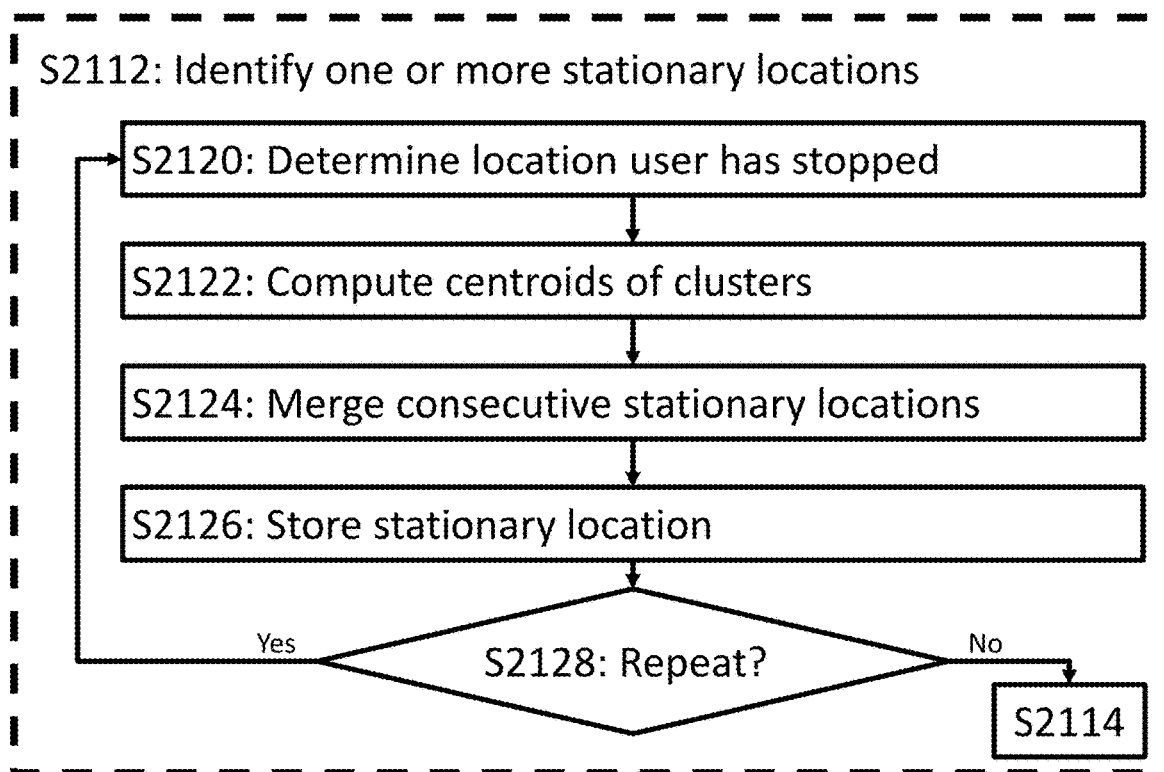 S2112: Identify one or more stationary locations
S2120: Determine location user has stopped
S2122: Compute centroids of clusters
S2124: Merge consecutive stationary locations
S2126: Store stationary location
Yes
S2128: Repeat?
No
S2114